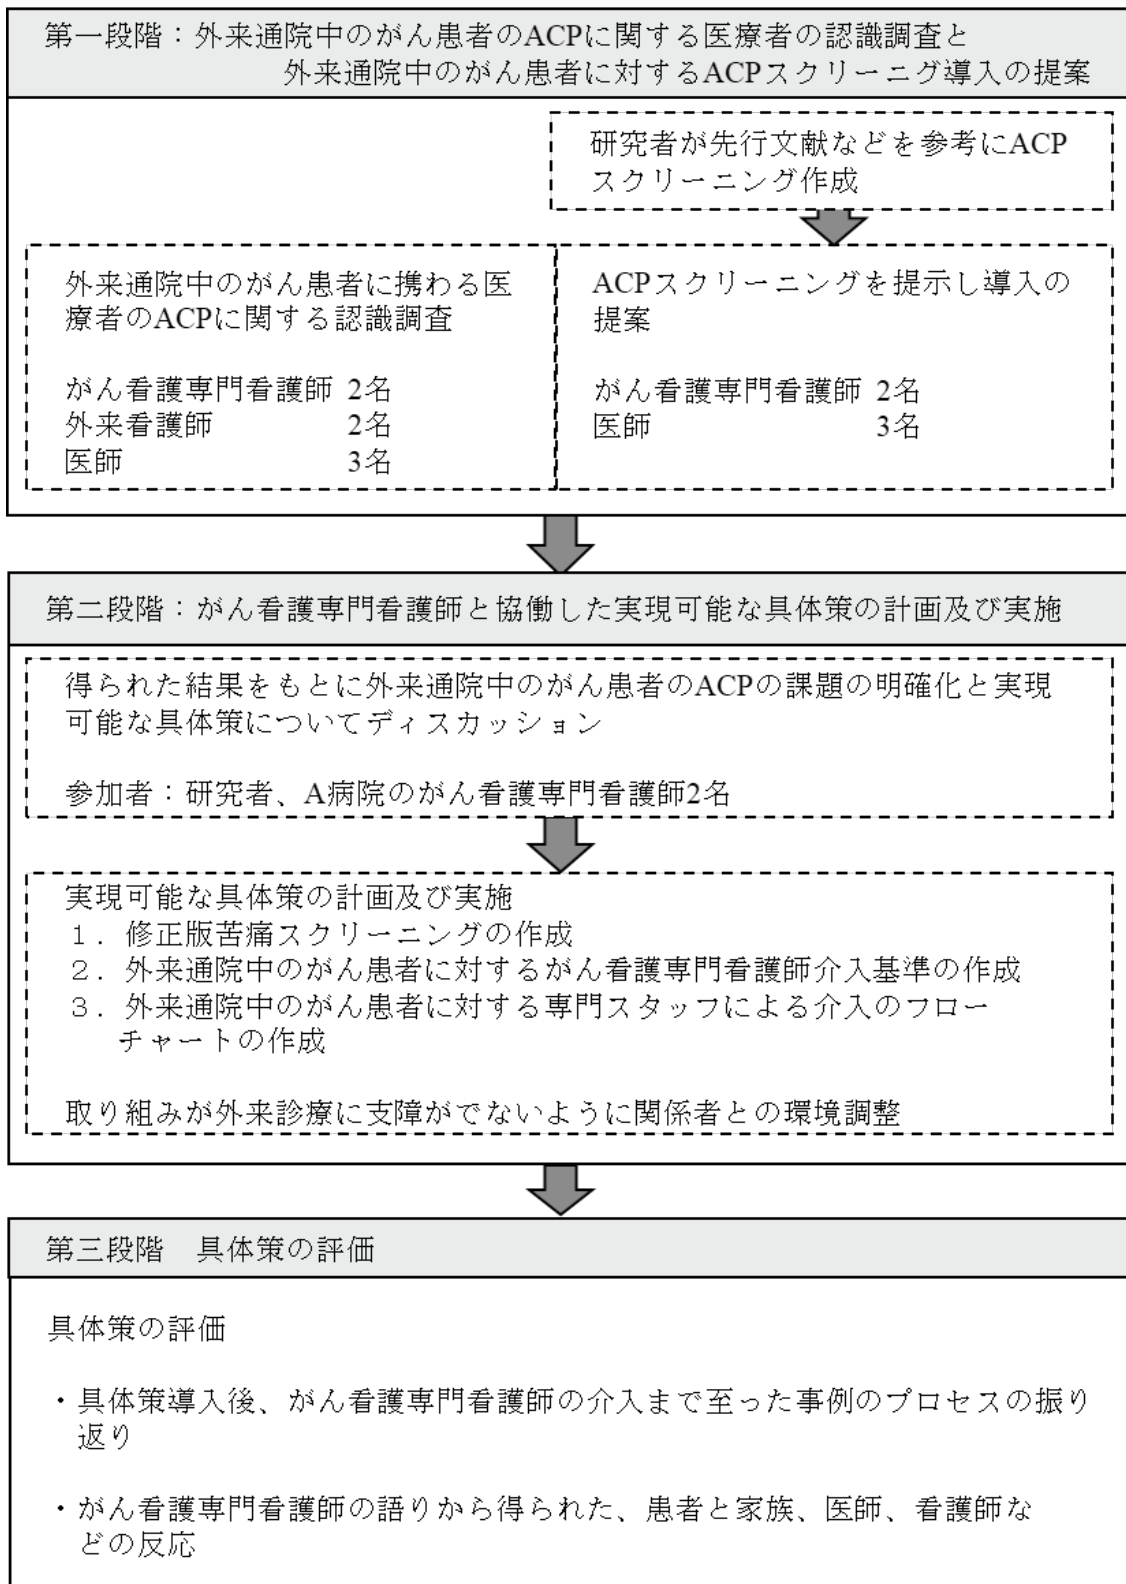 第一段階：外来通院中のがん患者のACPに関する医療者の認識調査と
外来通院中のがん患者に対するACPスクリーニング導入の提案
研究者が先行文献などを参考にACP
スクリーニング作成
外来通院中のがん患者に携わる医
療者のACPに関する認識調査
がん看護専門看護師 2名
外来看護師 2名
医師 3名
ACPスクリーニングを提示し導入の
提案
がん看護専門看護師 2名
医師 3名
第二段階：がん看護専門看護師と協働した実現可能な具体策の計画及び実施
得られた結果をもとに外来通院中のがん患者のACPの課題の明確化と実現
可能な具体策についてディスカッション
参加者：研究者、A病院のがん看護専門看護師2名
実現可能な具体策の計画及び実施
１．修正版苦痛スクリーニングの作成
２．外来通院中のがん患者に対するがん看護専門看護師介入基準の作成
３．外来通院中のがん患者に対する専門スタッフによる介入のフロー
チャートの作成
取り組みが外来診療に支障がでないように関係者との環境調整
第三段階　具体策の評価
具体策の評価
・具体策導入後、がん看護専門看護師の介入まで至った事例のプロセスの振り
返り
・がん看護専門看護師の語りから得られた、患者と家族、医師、看護師な
どの反応